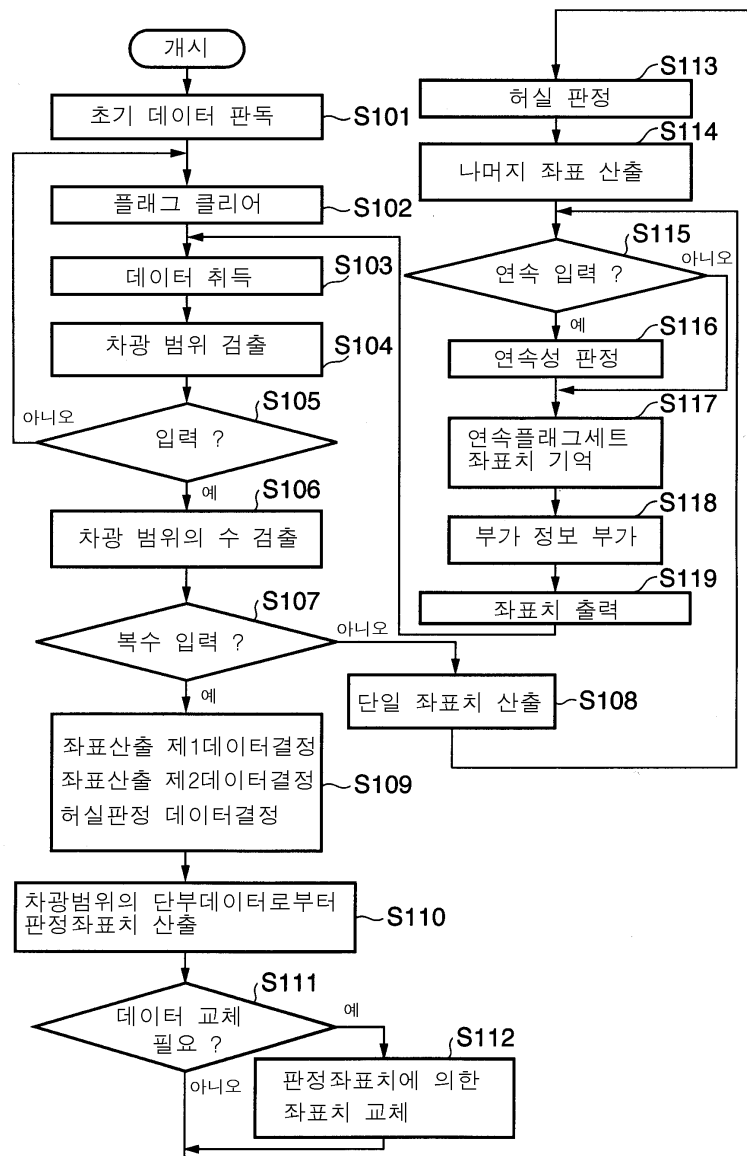 개시
초기 데이터 판독
S101
플래그 클리어
S102
데이터 취득
S103
차광 범위 검출
S104
입력 ?
S105
아니오
예
차광 범위의 수 검출
S106
복수 입력 ?
S107
아니오
예
단일 좌표치 산출
S108
좌표산출 제1데이터결정
좌표산출 제2데이터결정
허실판정 데이터결정
S109
차광범위의 단부데이터로부터
판정좌표치 산출
S110
데이터 교체
필요 ?
S111
예
아니오
판정좌표치에 의한
좌표치 교체
S112
허실 판정
S113
나머지 좌표 산출
S114
연속 입력 ?
S115
아니오
예
연속성 판정
S116
연속플래그세트
좌표치 기억
S117
부가 정보 부가
S118
좌표치 출력
S119